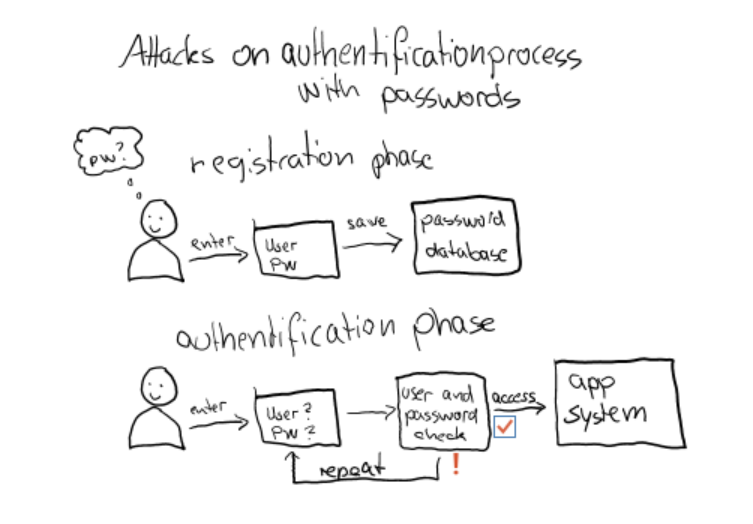 Attacks on authentificationprocess
with passwords
pw?
registration phase
enter
User
PW
save
password
database
authentification phase
enter
User?
PW?
user and
password
check
access
app
system
repeat
!